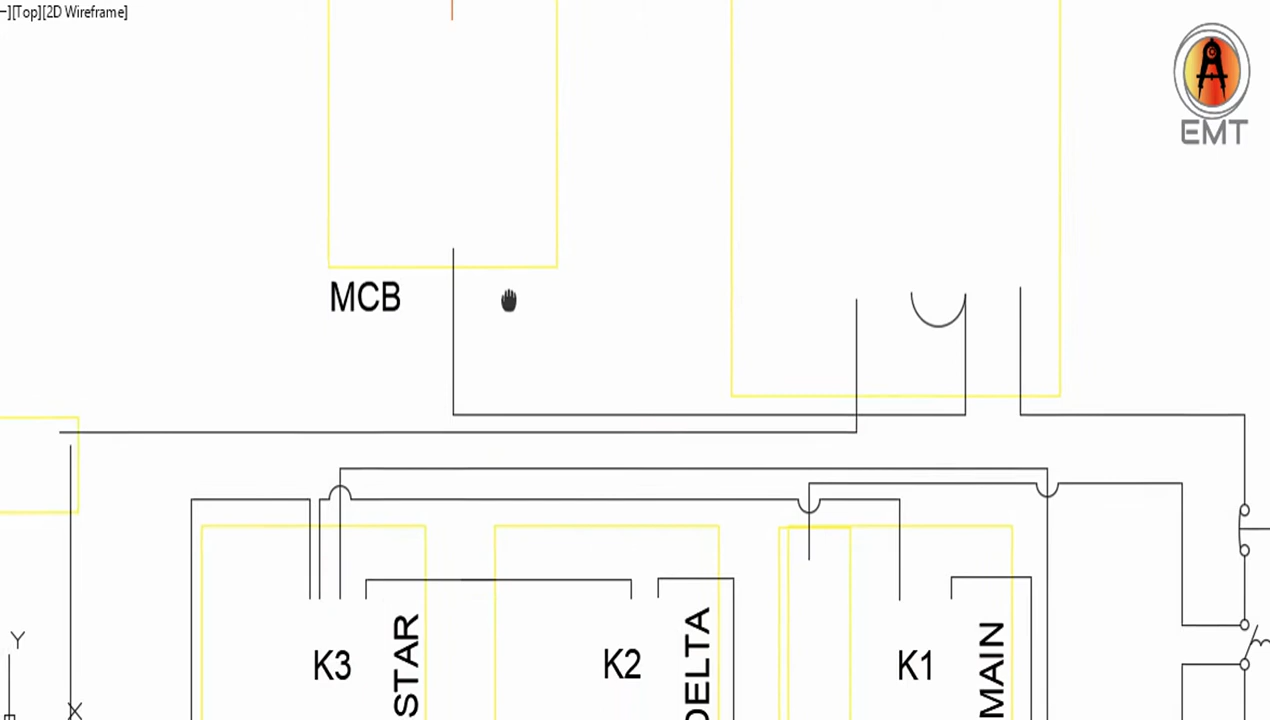 −][Top][2D Wireframe]
EMT
MCB
K3
STAR
K2
DELTA
K1
MAIN
Y
X